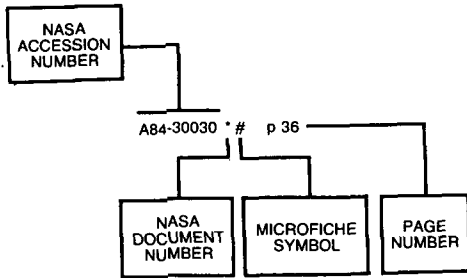 NASA
ACCESSION
NUMBER
A84-30030 * # p 36
NASA
DOCUMENT
NUMBER
MICROFICHE
SYMBOL
PAGE
NUMBER